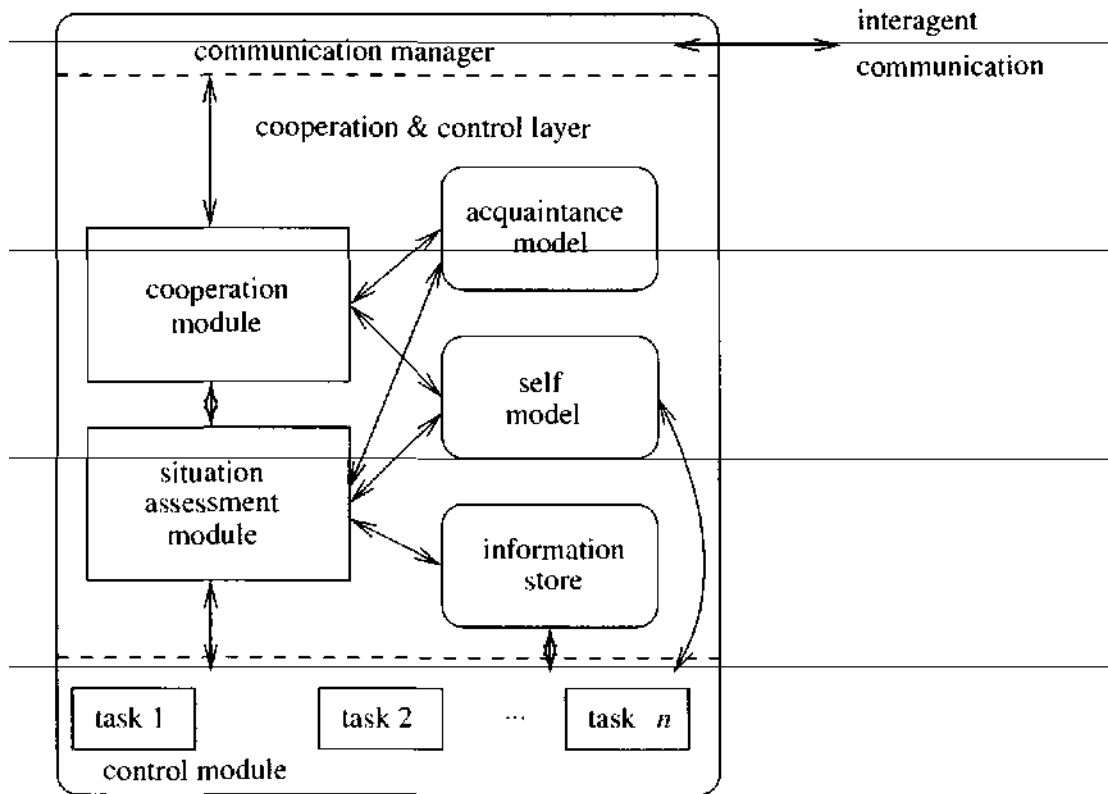 interagent
communication
communication manager
cooperation & control layer
acquaintance
model
cooperation
module
self
model
situation
assessment
module
information
store
task 1
task 2
...
task n
control module